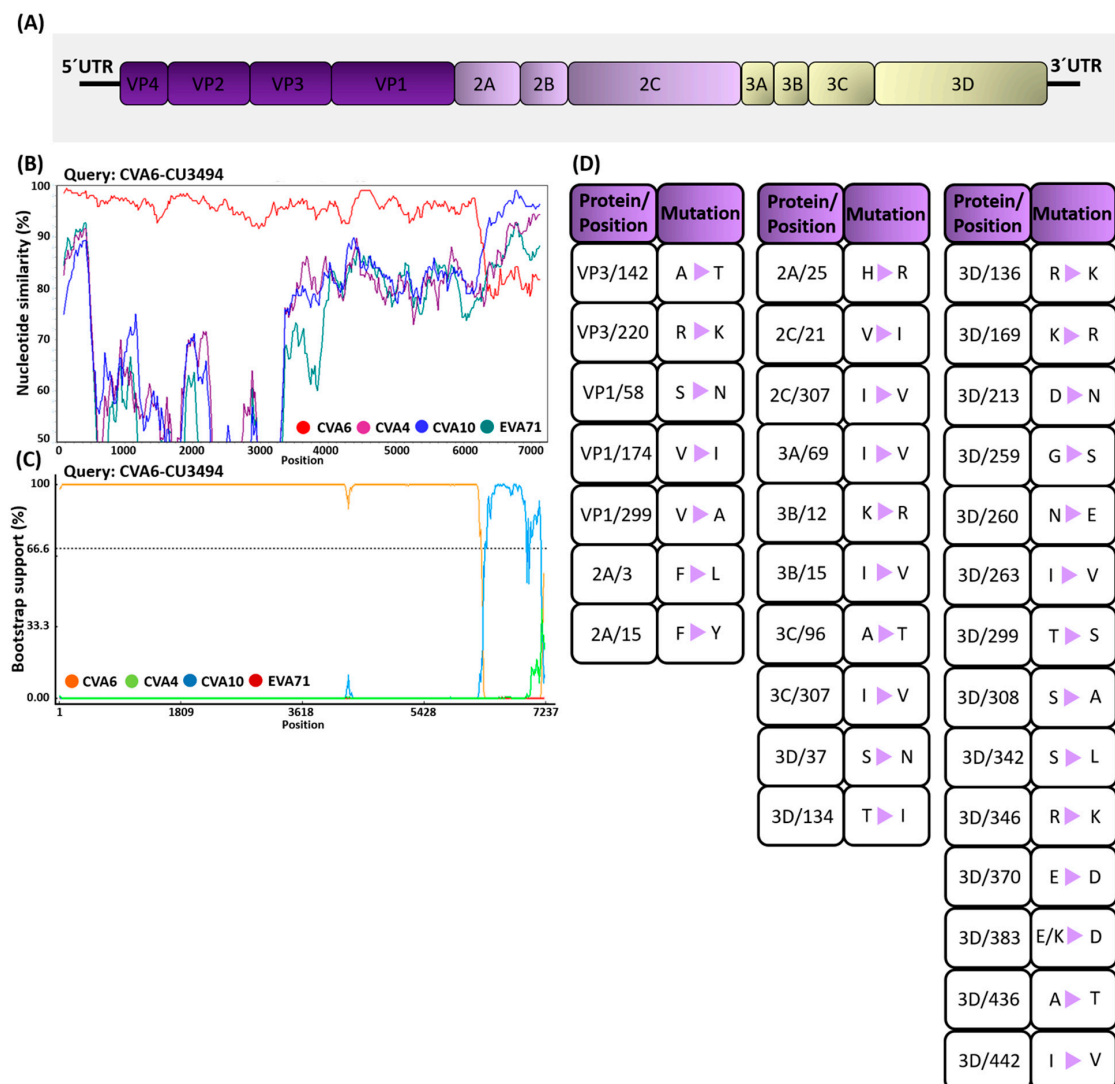 (A)
5´UTR
VP4 VP2 VP3 VP1 2A 2B 2C 3A 3B 3C 3D
3´UTR
(B)
Query: CVA6-CU3494
Nucleotide similarity (%)
100
90
80
70
60
50
CVA6 CVA4 CVA10 EVA71
0 1000 2000 3000 4000 5000 6000 7000
Position
(C)
Query: CVA6-CU3494
Bootstrap support (%)
100
66.6
33.3
0.00
CVA6 CVA4 CVA10 EVA71
1 1809 3618 5428 7237
Position
(D)
Protein/
Position
Mutation
VP3/142 A T
VP3/220 R K
VP1/58 S N
VP1/174 V I
VP1/299 V A
2A/3 F L
2A/15 F Y
Protein/
Position
Mutation
2A/25 H R
2C/21 V I
2C/307 I V
3A/69 I V
3B/12 K R
3B/15 I V
3C/96 A T
3C/307 I V
3D/37 S N
3D/134 T I
Protein/
Position
Mutation
3D/136 R K
3D/169 K R
3D/213 D N
3D/259 G S
3D/260 N E
3D/263 I V
3D/299 T S
3D/308 S A
3D/342 S L
3D/346 R K
3D/370 E D
3D/383 E/K D
3D/436 A T
3D/442 I V